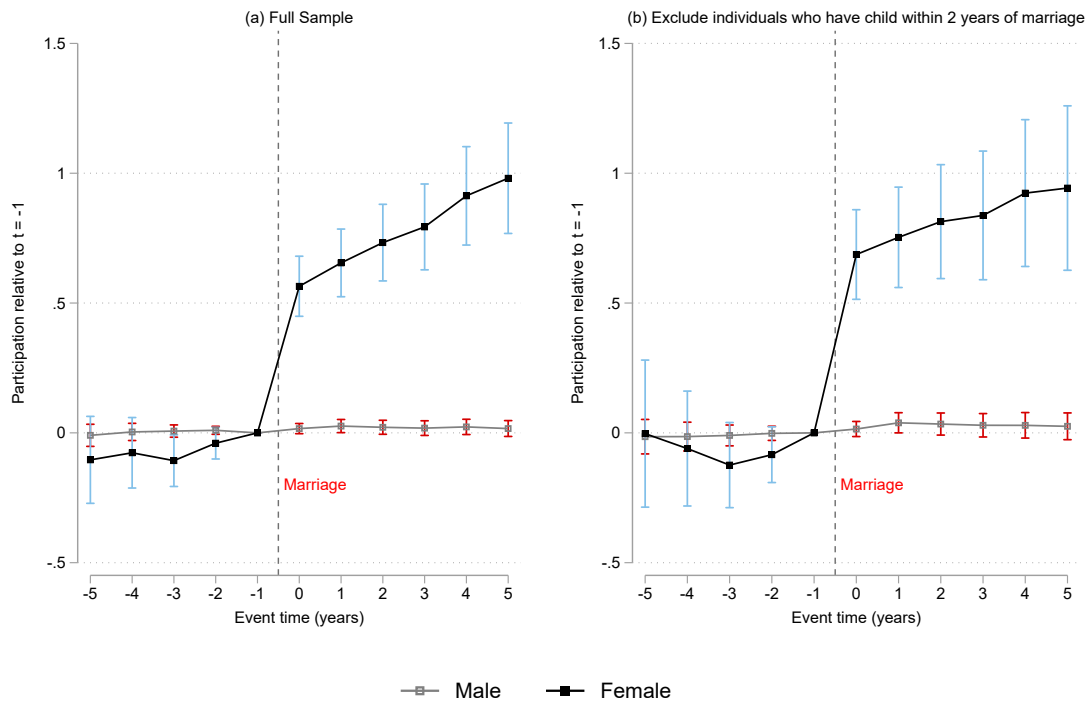 (a) Full Sample
(b) Exclude individuals who have child within 2 years of marriage
Participation relative to t = -1
1.5
1
.5
0
-.5
Marriage
-5 -4 -3 -2 -1 0 1 2 3 4 5
Event time (years)
Participation relative to t = -1
1.5
1
.5
0
-.5
Marriage
-5 -4 -3 -2 -1 0 1 2 3 4 5
Event time (years)
Male Female